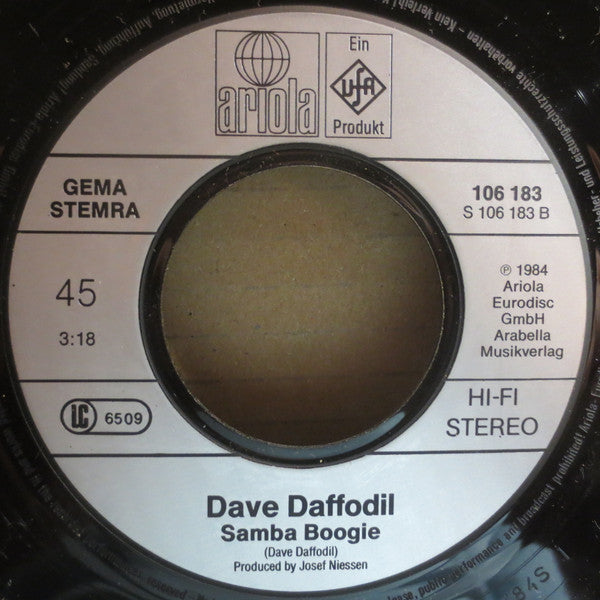 ariola
Ein
UFA
Produkt
GEMA
STEMRA
106 183
S 106 183 B
45
3:18
℗ 1984
Ariola
Eurodisc
GmbH
Arabella
Musikverlag
LC 6509
HI-FI
STEREO
Dave Daffodil
Samba Boogie
(Dave Daffodil)
Produced by Josef Niessen